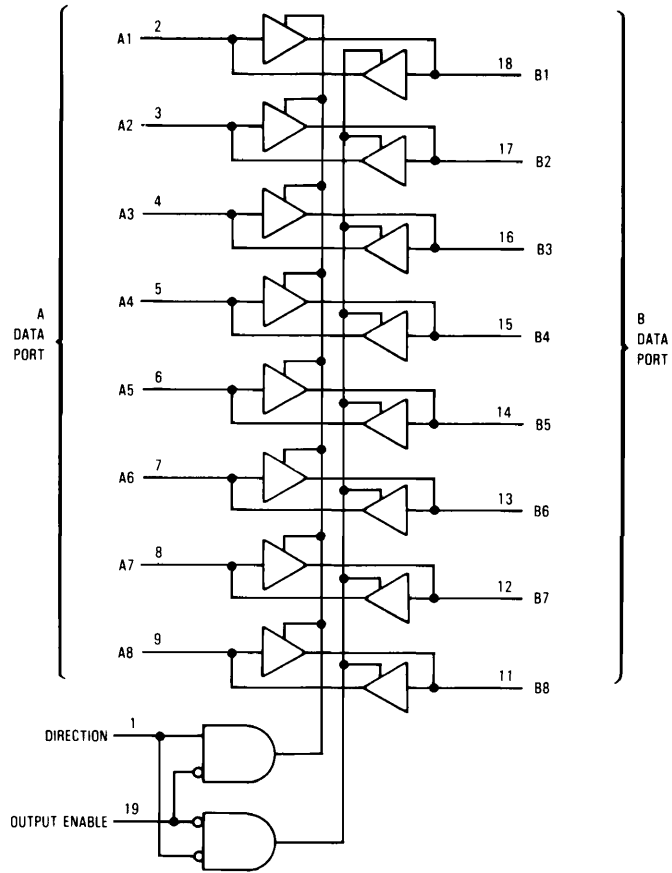 A1 2
18 B1
A2 3
17 B2
A3 4
16 B3
A4 5
15 B4
A
DATA
PORT
B
DATA
PORT
A5 6
14 B5
A6 7
13 B6
A7 8
12 B7
A8 9
11 B8
DIRECTION 1
OUTPUT ENABLE 19